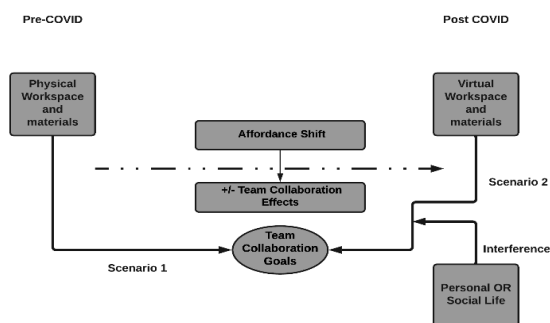 Pre-COVID
Post COVID
Physical
Workspace
and
materials
Virtual
Workspace
and
materials
Affordance Shift
+/- Team Collaboration
Effects
Scenario 2
Team
Collaboration
Goals
Interference
Scenario 1
Personal OR
Social Life